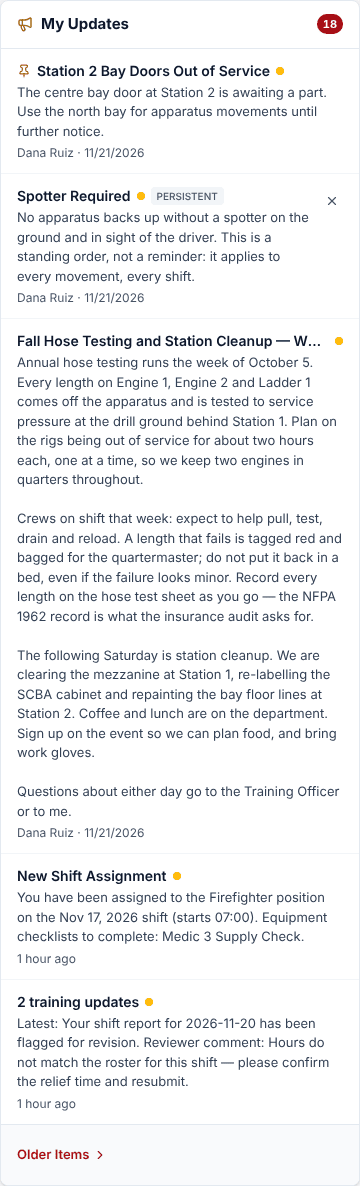 My Updates
18
Station 2 Bay Doors Out of Service
The centre bay door at Station 2 is awaiting a part.
Use the north bay for apparatus movements until
further notice.
Dana Ruiz · 11/21/2026
Spotter Required
PERSISTENT
No apparatus backs up without a spotter on the
ground and in sight of the driver. This is a
standing order, not a reminder: it applies to
every movement, every shift.
Dana Ruiz · 11/21/2026
Fall Hose Testing and Station Cleanup — W...
Annual hose testing runs the week of October 5.
Every length on Engine 1, Engine 2 and Ladder 1
comes off the apparatus and is tested to service
pressure at the drill ground behind Station 1. Plan on
the rigs being out of service for about two hours
each, one at a time, so we keep two engines in
quarters throughout.
Crews on shift that week: expect to help pull, test,
drain and reload. A length that fails is tagged red and
bagged for the quartermaster; do not put it back in a
bed, even if the failure looks minor. Record every
length on the hose test sheet as you go — the NFPA
1962 record is what the insurance audit asks for.
The following Saturday is station cleanup. We are
clearing the mezzanine at Station 1, re-labelling the
SCBA cabinet and repainting the bay floor lines at
Station 2. Coffee and lunch are on the department.
Sign up on the event so we can plan food, and bring
work gloves.
Questions about either day go to the Training Officer
or to me.
Dana Ruiz · 11/21/2026
New Shift Assignment
You have been assigned to the Firefighter position
on the Nov 17, 2026 shift (starts 07:00). Equipment
checklists to complete: Medic 3 Supply Check.
1 hour ago
2 training updates
Latest: Your shift report for 2026-11-20 has been
flagged for revision. Reviewer comment: Hours do
not match the roster for this shift — please confirm
the relief time and resubmit.
1 hour ago
Older Items